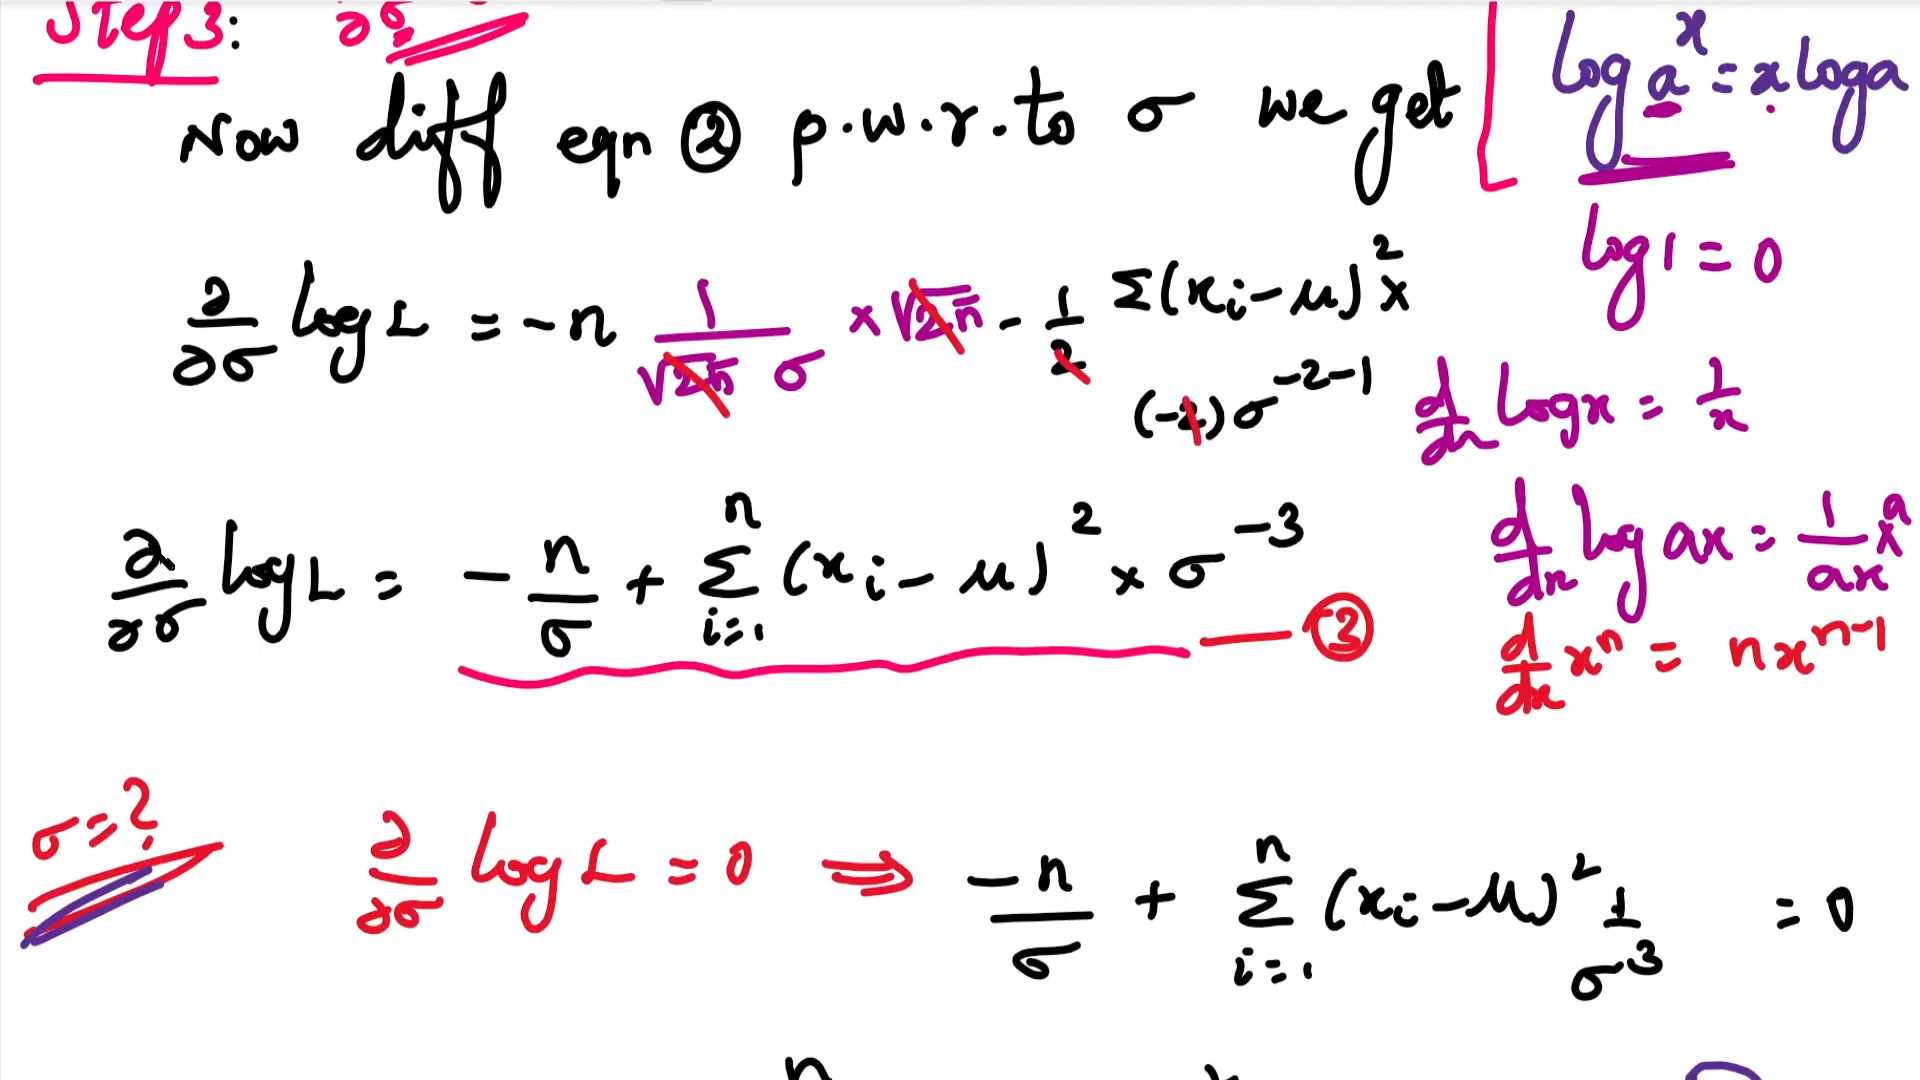 Step 3: ∂σ
Now diff eqn ② p.w.r.to σ we get
log a^x = x log a
log 1 = 0
∂/∂σ log L = -n 1/(√2π σ) × √2π - 1/2 Σ(xi-μ)² ×
(-2) σ^(-2-1)
d/dx log x = 1/x
∂/∂σ log L = -n/σ + Σ_{i=1}^{n} (xi-μ)² × σ^(-3) — ③
d/dx log ax = 1/ax × a
d/dx x^n = n x^(n-1)
σ=?
∂/∂σ log L = 0 ⇒ -n/σ + Σ_{i=1}^{n} (xi-μ)² 1/σ³ = 0
n